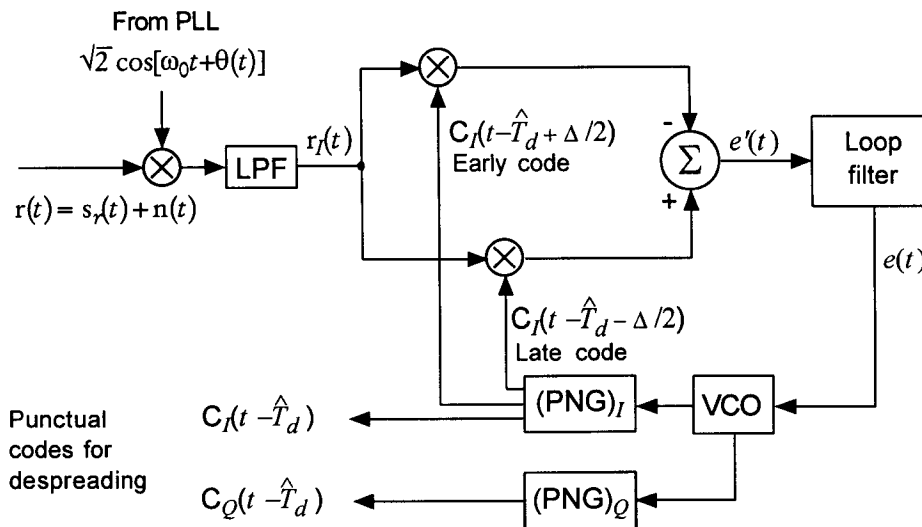 From PLL
√2 cos[ω₀t+θ(t)]
r(t) = s_r(t) + n(t)
LPF
r_I(t)
C_I(t–T̂_d + Δ/2)
Early code
-
Σ
+
e'(t)
Loop
filter
e(t)
C_I(t –T̂_d – Δ/2)
Late code
(PNG)_I
VCO
(PNG)_Q
Punctual
codes for
despreading
C_I(t –T̂_d)
C_Q(t –T̂_d)